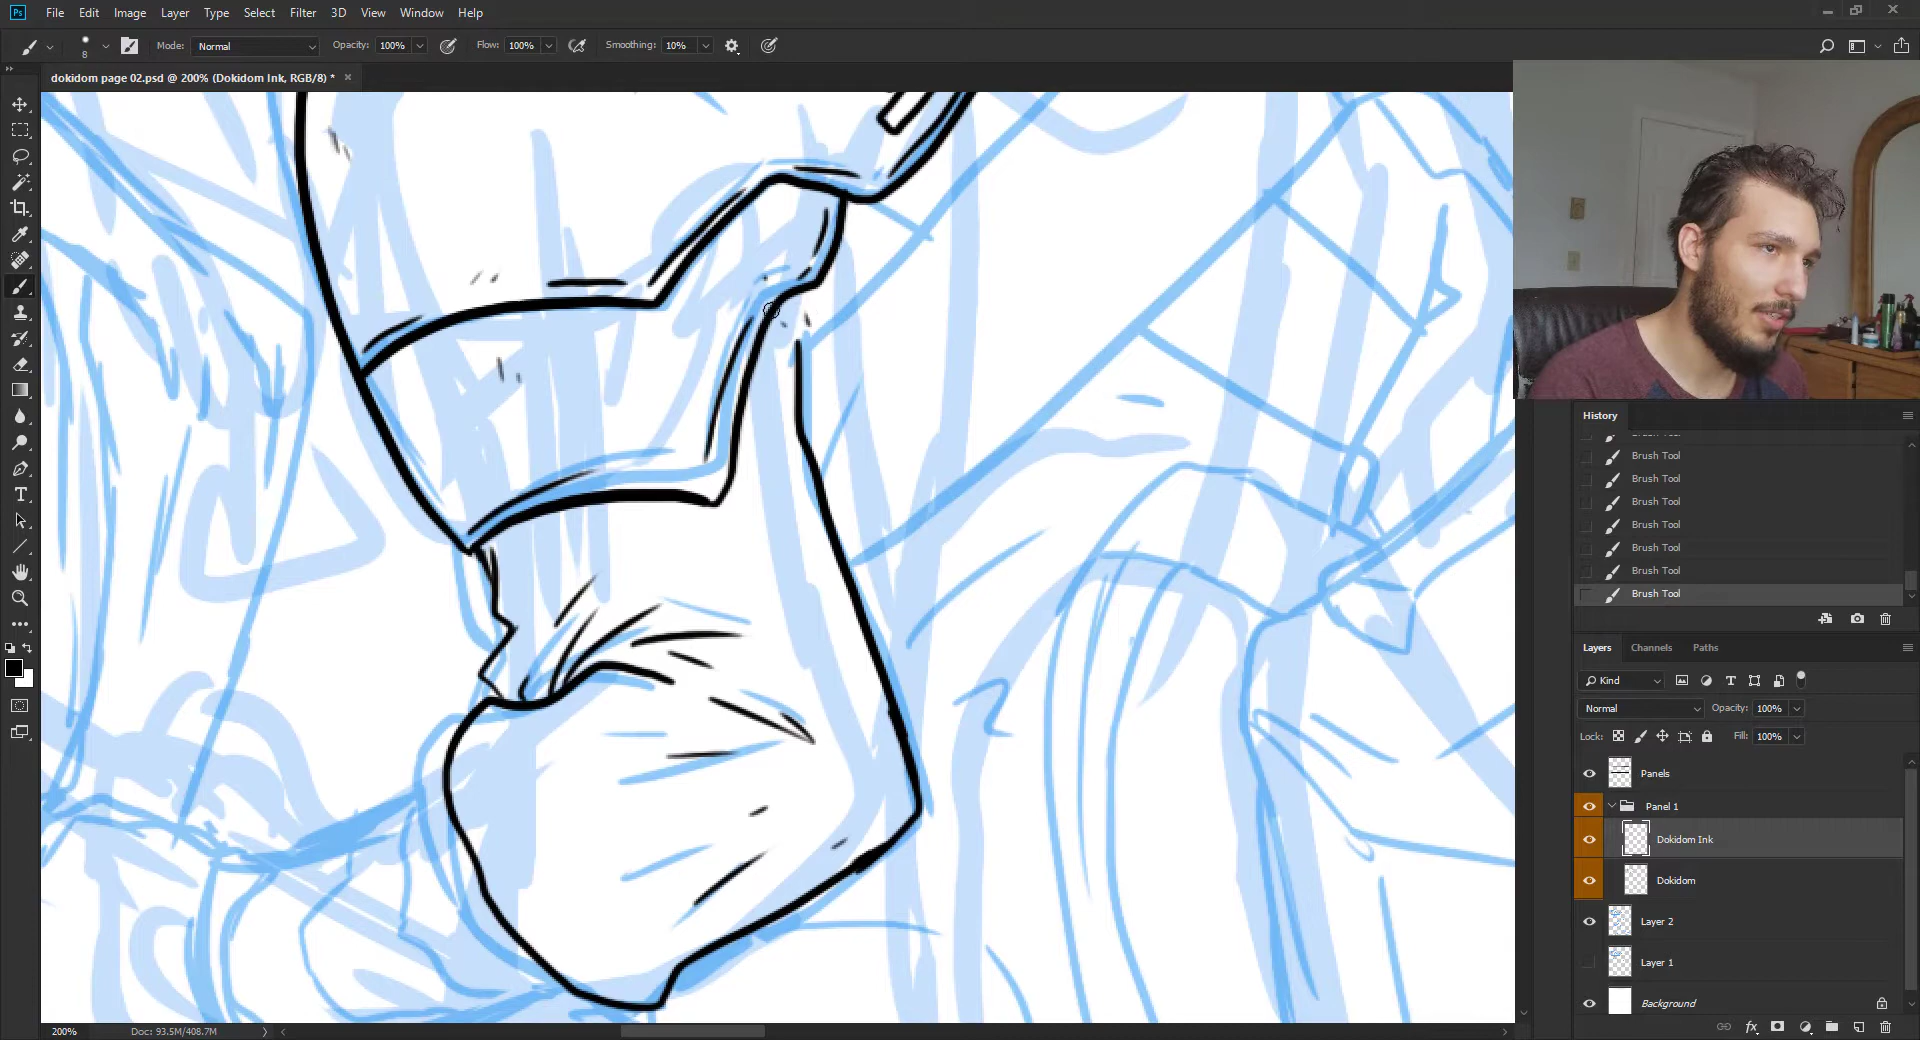 Ps File Edit Image Layer Type Select Filter 3D View Window Help
8 Mode: Normal Opacity: 100% Flow: 100% Smoothing: 10%
dokidom page 02.psd @ 200% (Dokidom Ink, RGB/8) *
History
Brush Tool
Brush Tool
Brush Tool
Brush Tool
Brush Tool
Brush Tool
Brush Tool
Layers Channels Paths
Kind
Normal Opacity: 100%
Lock: Fill: 100%
Panels
Panel 1
Dokidom Ink
Dokidom
Layer 2
Layer 1
Background
200% Doc: 93.5M/408.7M